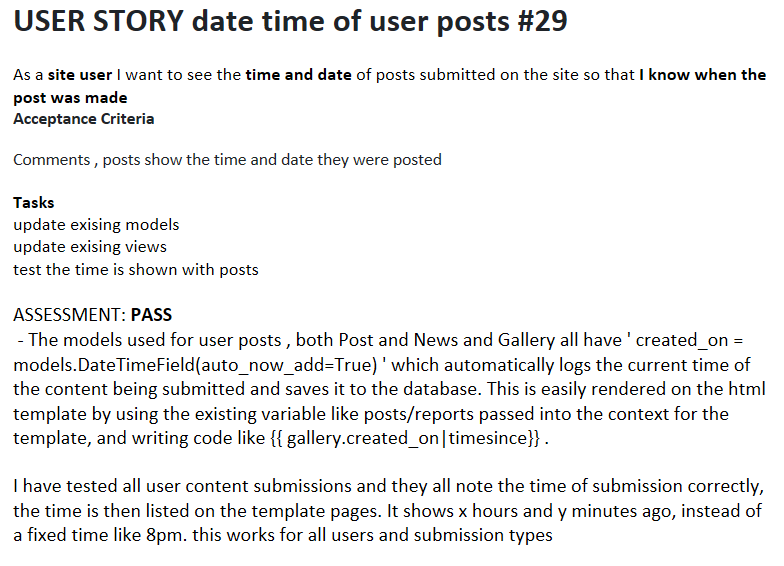 USER STORY date time of user posts #29
As a site user I want to see the time and date of posts submitted on the site so that I know when the
post was made
Acceptance Criteria
Comments , posts show the time and date they were posted
Tasks
update exising models
update exising views
test the time is shown with posts
ASSESSMENT: PASS
- The models used for user posts , both Post and News and Gallery all have ' created_on =
models.DateTimeField(auto_now_add=True) ' which automatically logs the current time of
the content being submitted and saves it to the database. This is easily rendered on the html
template by using the existing variable like posts/reports passed into the context for the
template, and writing code like {{ gallery.created_on|timesince}} .
I have tested all user content submissions and they all note the time of submission correctly,
the time is then listed on the template pages. It shows x hours and y minutes ago, instead of
a fixed time like 8pm. this works for all users and submission types